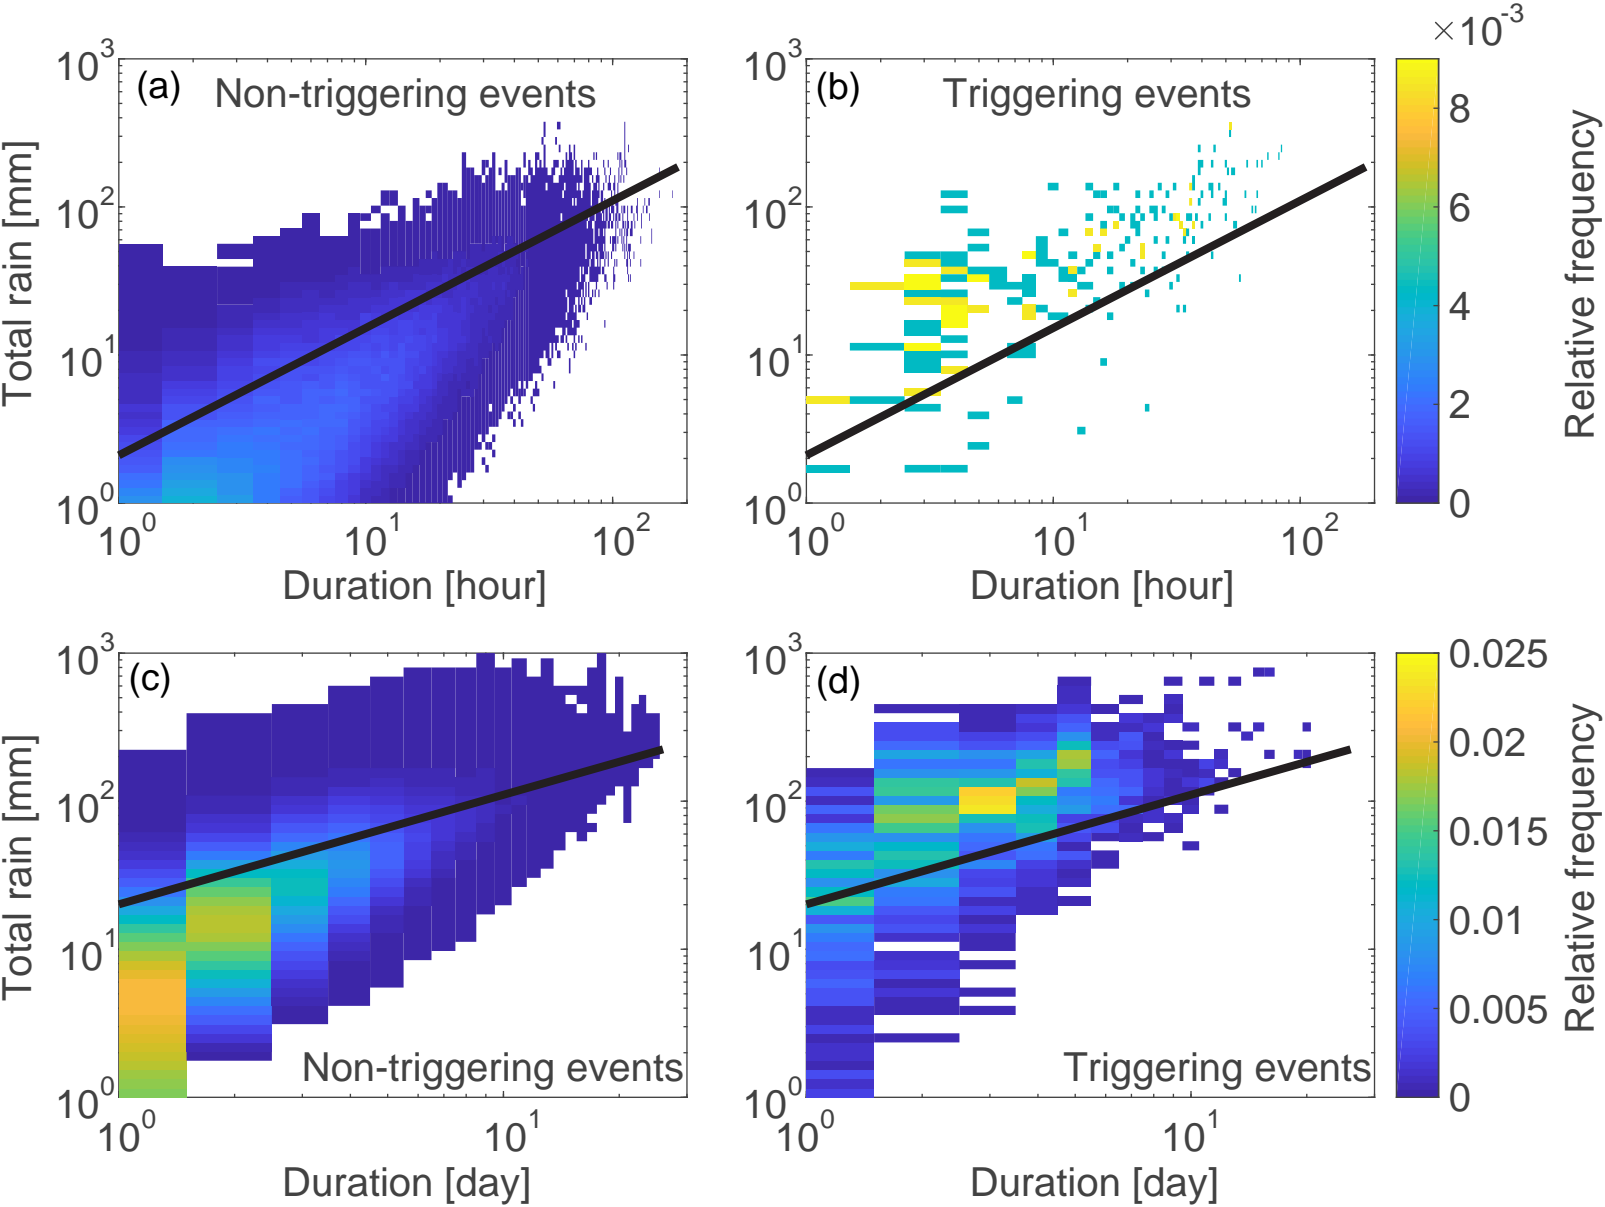 ×10^-3
(a) Non-triggering events
(b) Triggering events
10^3
10^2
10^1
10^0
Total rain [mm]
10^0 10^1 10^2
Duration [hour]
10^3
10^2
10^1
10^0
10^0 10^1 10^2
Duration [hour]
8
6
4
2
0
Relative frequency
(c)
Non-triggering events
10^3
10^2
10^1
10^0
Total rain [mm]
10^0 10^1
Duration [day]
(d)
Triggering events
10^3
10^2
10^1
10^0
10^0 10^1
Duration [day]
0.025
0.02
0.015
0.01
0.005
0
Relative frequency